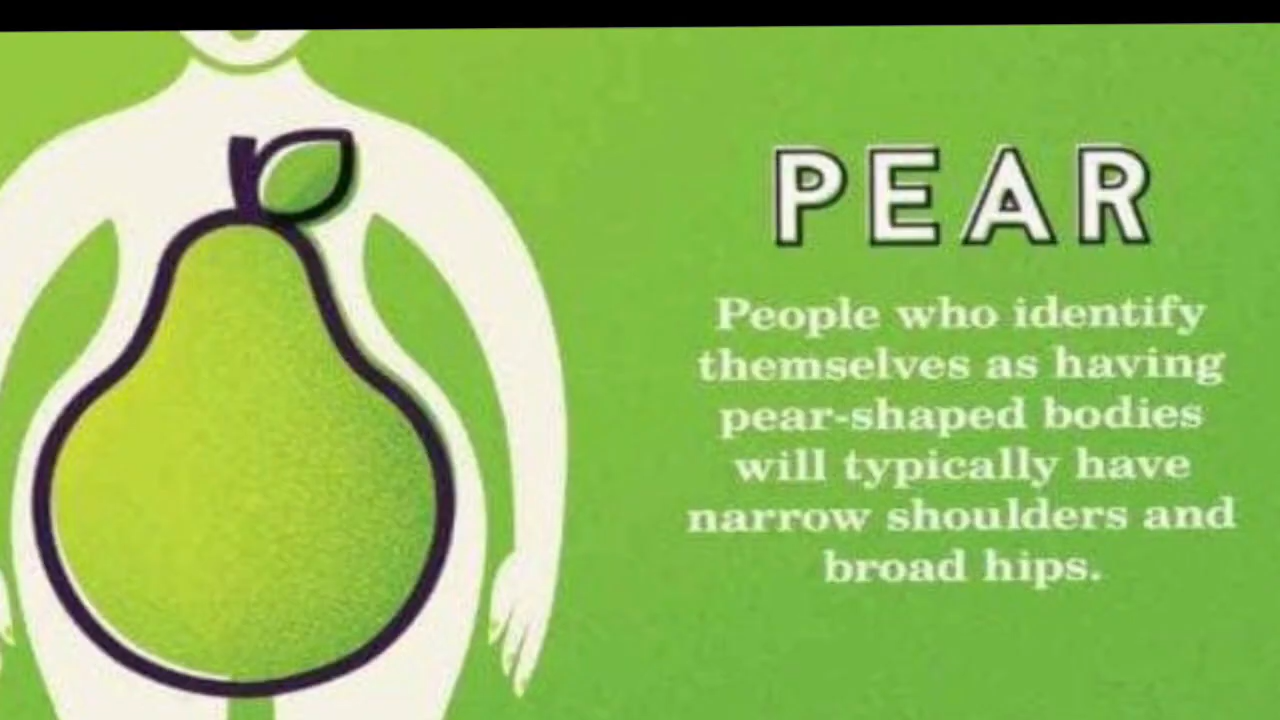 PEAR
People who identify
themselves as having
pear-shaped bodies
will typically have
narrow shoulders and
broad hips.